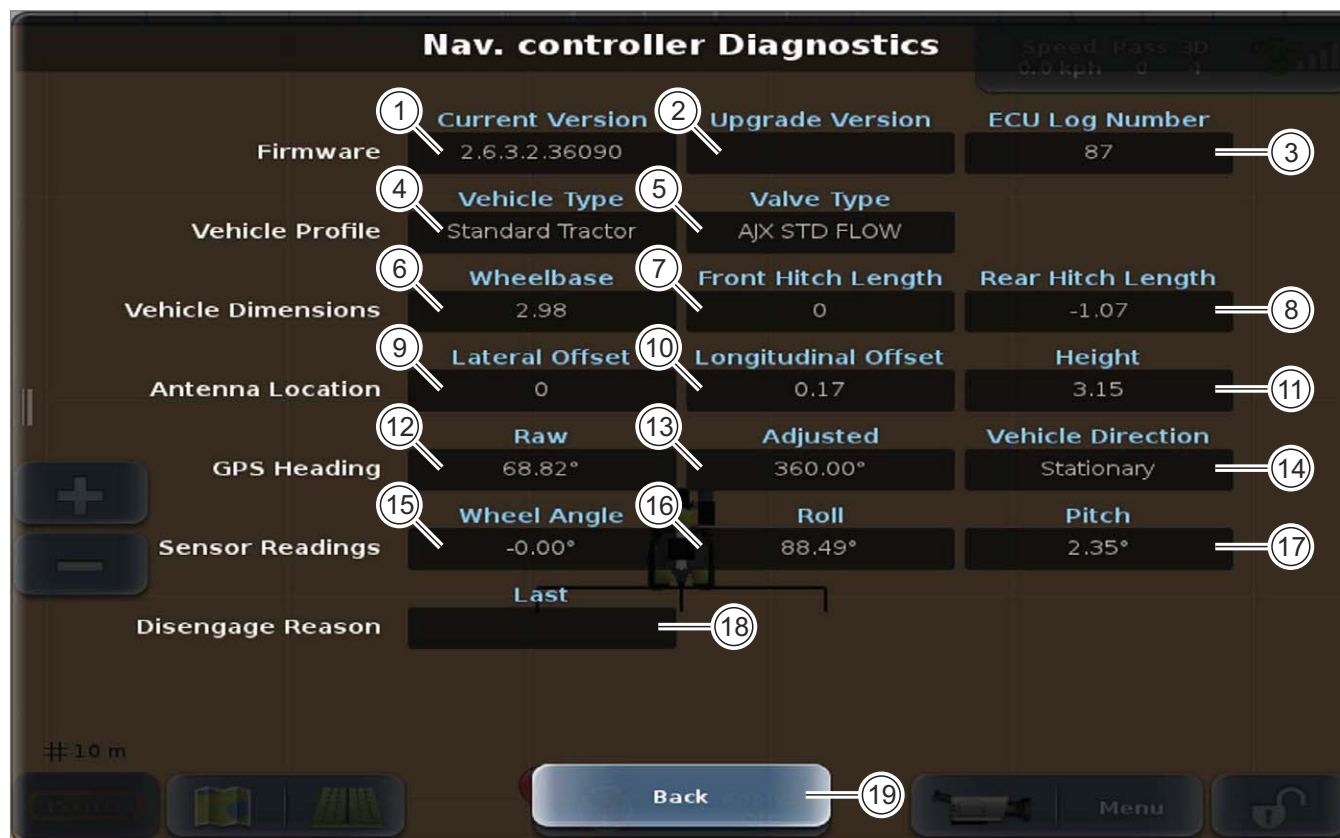 Nav. controller Diagnostics
Speed Pass 3D
0.0 kph 0 4
1 Current Version 2 Upgrade Version ECU Log Number
Firmware 2.6.3.2.36090 87 3
4 Vehicle Type 5 Valve Type
Vehicle Profile Standard Tractor AJX STD FLOW
6 Wheelbase 7 Front Hitch Length Rear Hitch Length
Vehicle Dimensions 2.98 0 -1.07 8
9 Lateral Offset 10 Longitudinal Offset Height
Antenna Location 0 0.17 3.15 11
12 Raw 13 Adjusted Vehicle Direction
GPS Heading 68.82° 360.00° Stationary 14
15 Wheel Angle 16 Roll Pitch
Sensor Readings -0.00° 88.49° 2.35° 17
Last
Disengage Reason 18
10 m
Back 19
Menu